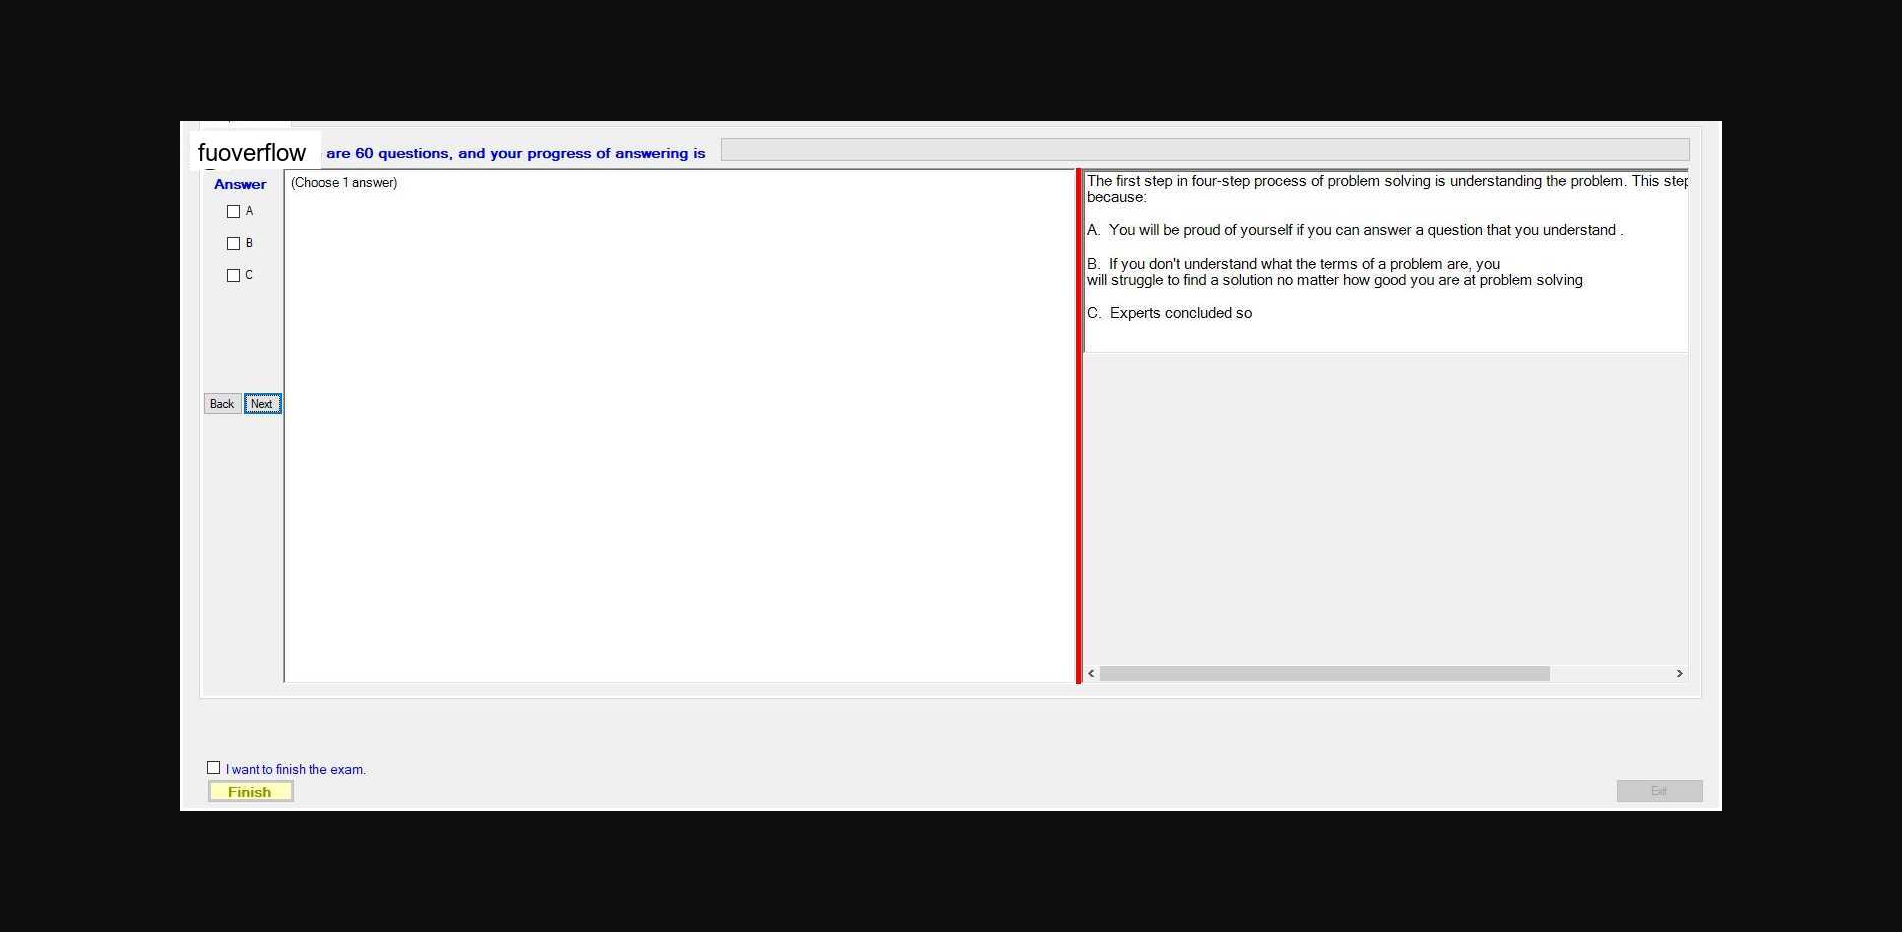 fuoverflow are 60 questions, and your progress of answering is
Answer
(Choose 1 answer)
A
B
C
Back Next
The first step in four-step process of problem solving is understanding the problem. This step
because:
A. You will be proud of yourself if you can answer a question that you understand .
B. If you don't understand what the terms of a problem are, you
will struggle to find a solution no matter how good you are at problem solving
C. Experts concluded so
I want to finish the exam.
Finish
Exit